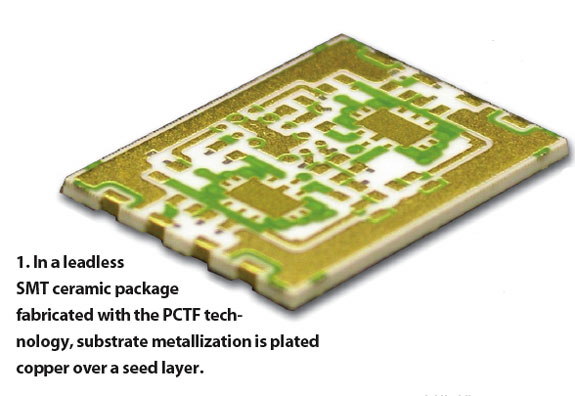 1. In a leadless
SMT ceramic package
fabricated with the PCTF tech-
nology, substrate metallization is plated
copper over a seed layer.